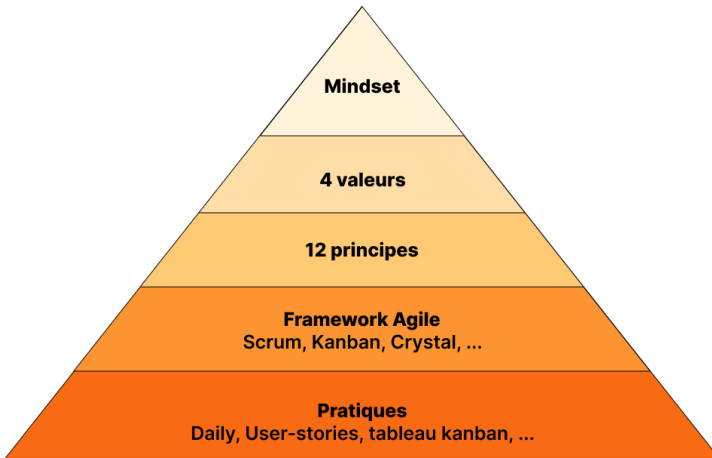 Mindset
4 valeurs
12 principes
Framework Agile
Scrum, Kanban, Crystal, ...
Pratiques
Daily, User-stories, tableau kanban, ...